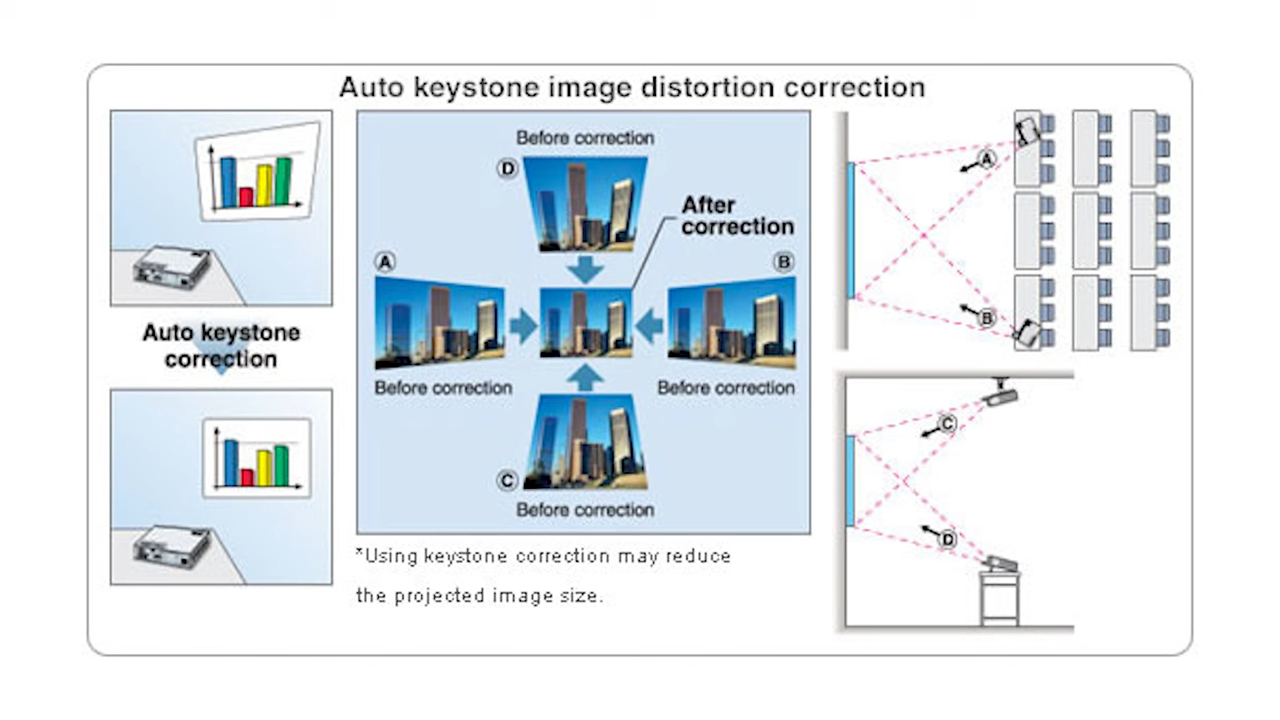 Auto keystone image distortion correction
Auto keystone
correction
Before correction
D
After
correction
A
B
Before correction
Before correction
C
Before correction
*Using keystone correction may reduce
the projected image size.
A
B
C
D